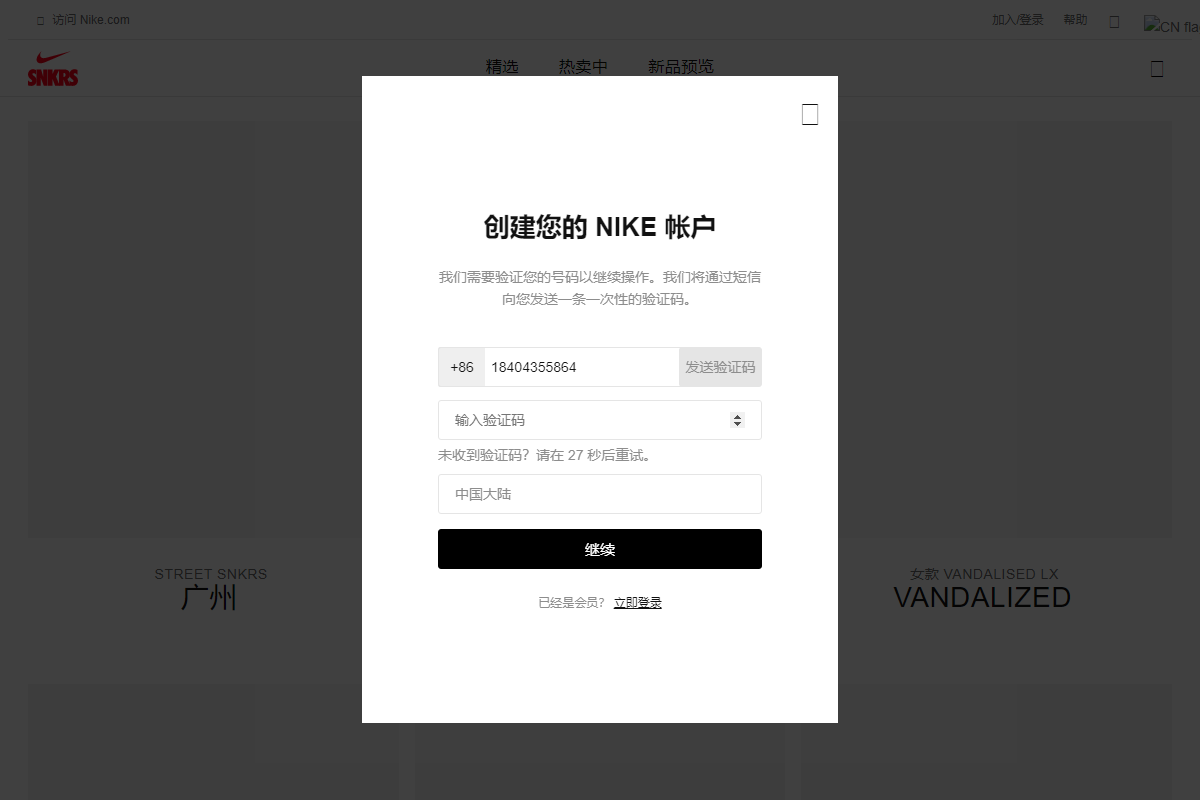 访问 Nike.com
加入/登录
帮助
CN fla
SNKRS
精选
热卖中
新品预览
创建您的 NIKE 帐户
我们需要验证您的号码以继续操作。我们将通过短信
向您发送一条一次性的验证码。
+86
18404355864
发送验证码
输入验证码
未收到验证码？请在 27 秒后重试。
中国大陆
继续
已经是会员？ 立即登录
STREET SNKRS
广州
女款 VANDALISED LX
VANDALIZED